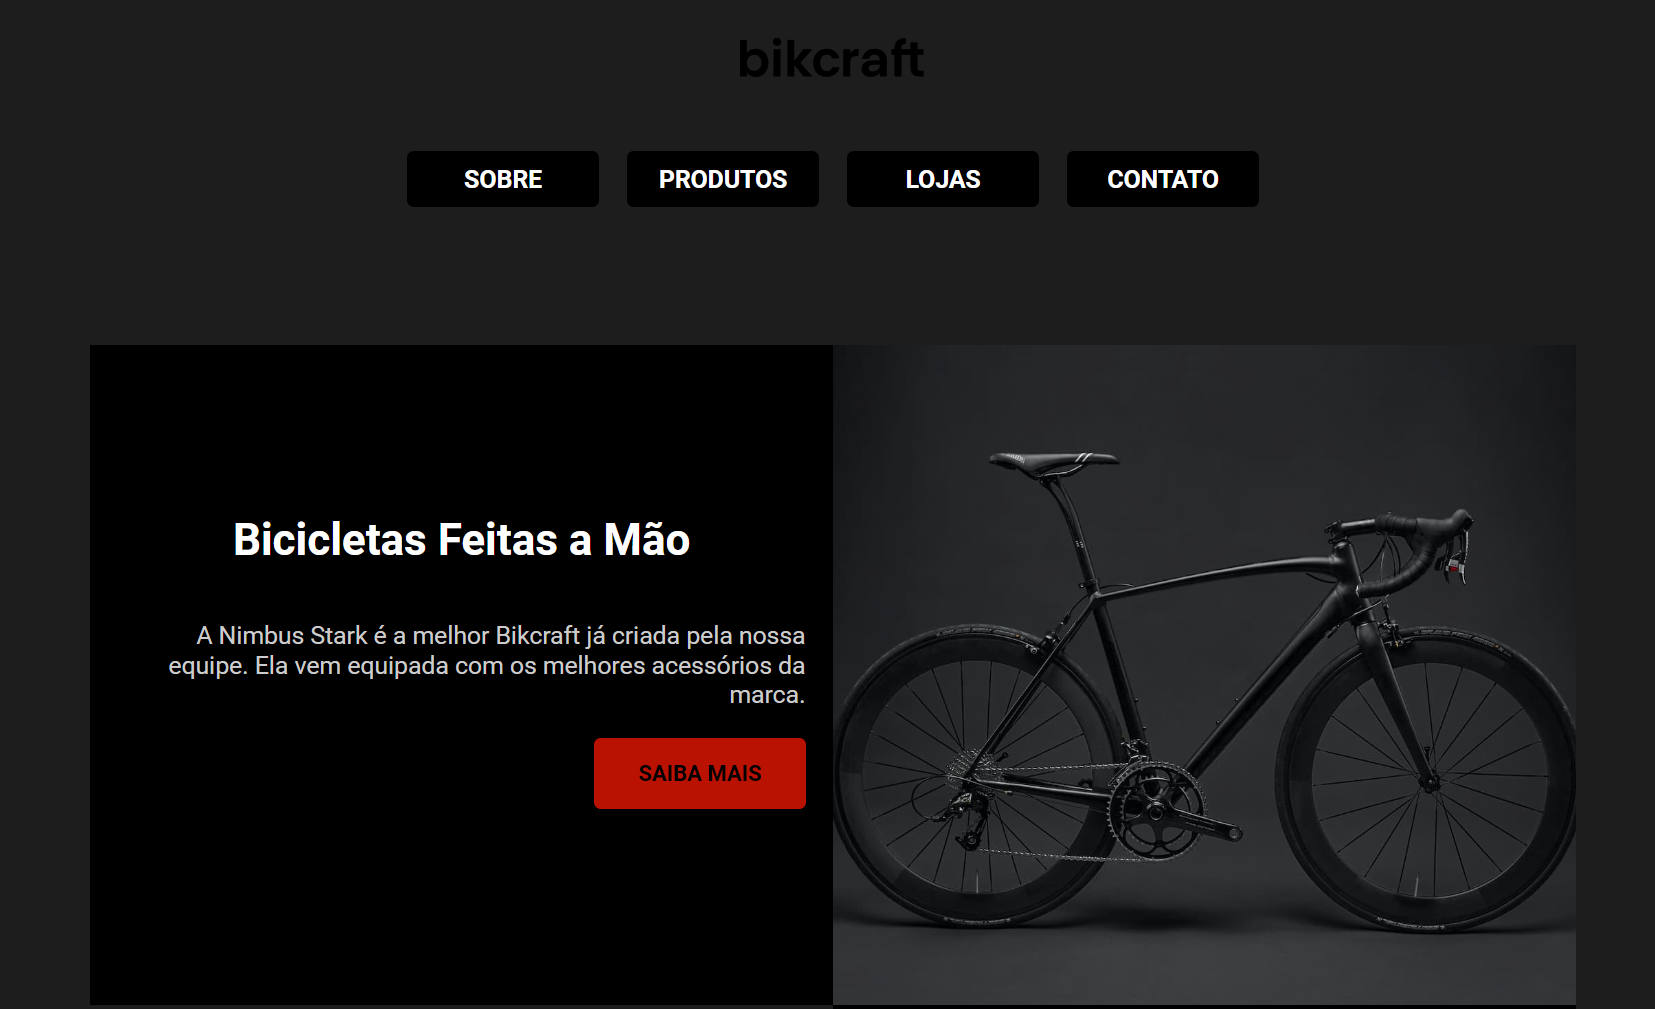 bikcraft
SOBRE
PRODUTOS
LOJAS
CONTATO
Bicicletas Feitas a Mão
A Nimbus Stark é a melhor Bikcraft já criada pela nossa
equipe. Ela vem equipada com os melhores acessórios da
marca.
SAIBA MAIS